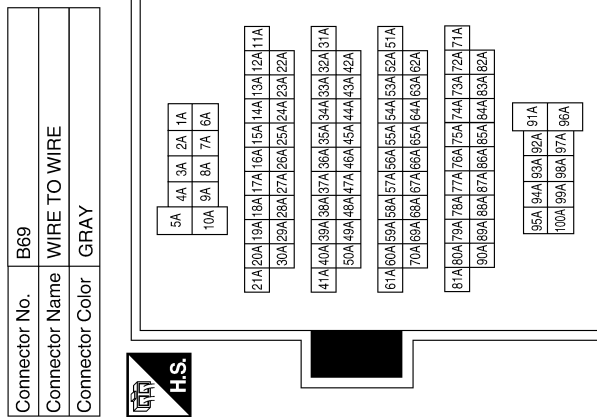 Connector No. B69
Connector Name WIRE TO WIRE
Connector Color GRAY
H.S.
5A 4A 3A 2A 1A
10A 9A 8A 7A 6A
21A 20A 19A 18A 17A 16A 15A 14A 13A 12A 11A
30A 29A 28A 27A 26A 25A 24A 23A 22A
41A 40A 39A 38A 37A 36A 35A 34A 33A 32A 31A
50A 49A 48A 47A 46A 45A 44A 43A 42A
61A 60A 59A 58A 57A 56A 55A 54A 53A 52A 51A
70A 69A 68A 67A 66A 65A 64A 63A 62A
81A 80A 79A 78A 77A 76A 75A 74A 73A 72A 71A
90A 89A 88A 87A 86A 85A 84A 83A 82A
95A 94A 93A 92A 91A
100A 99A 98A 97A 96A